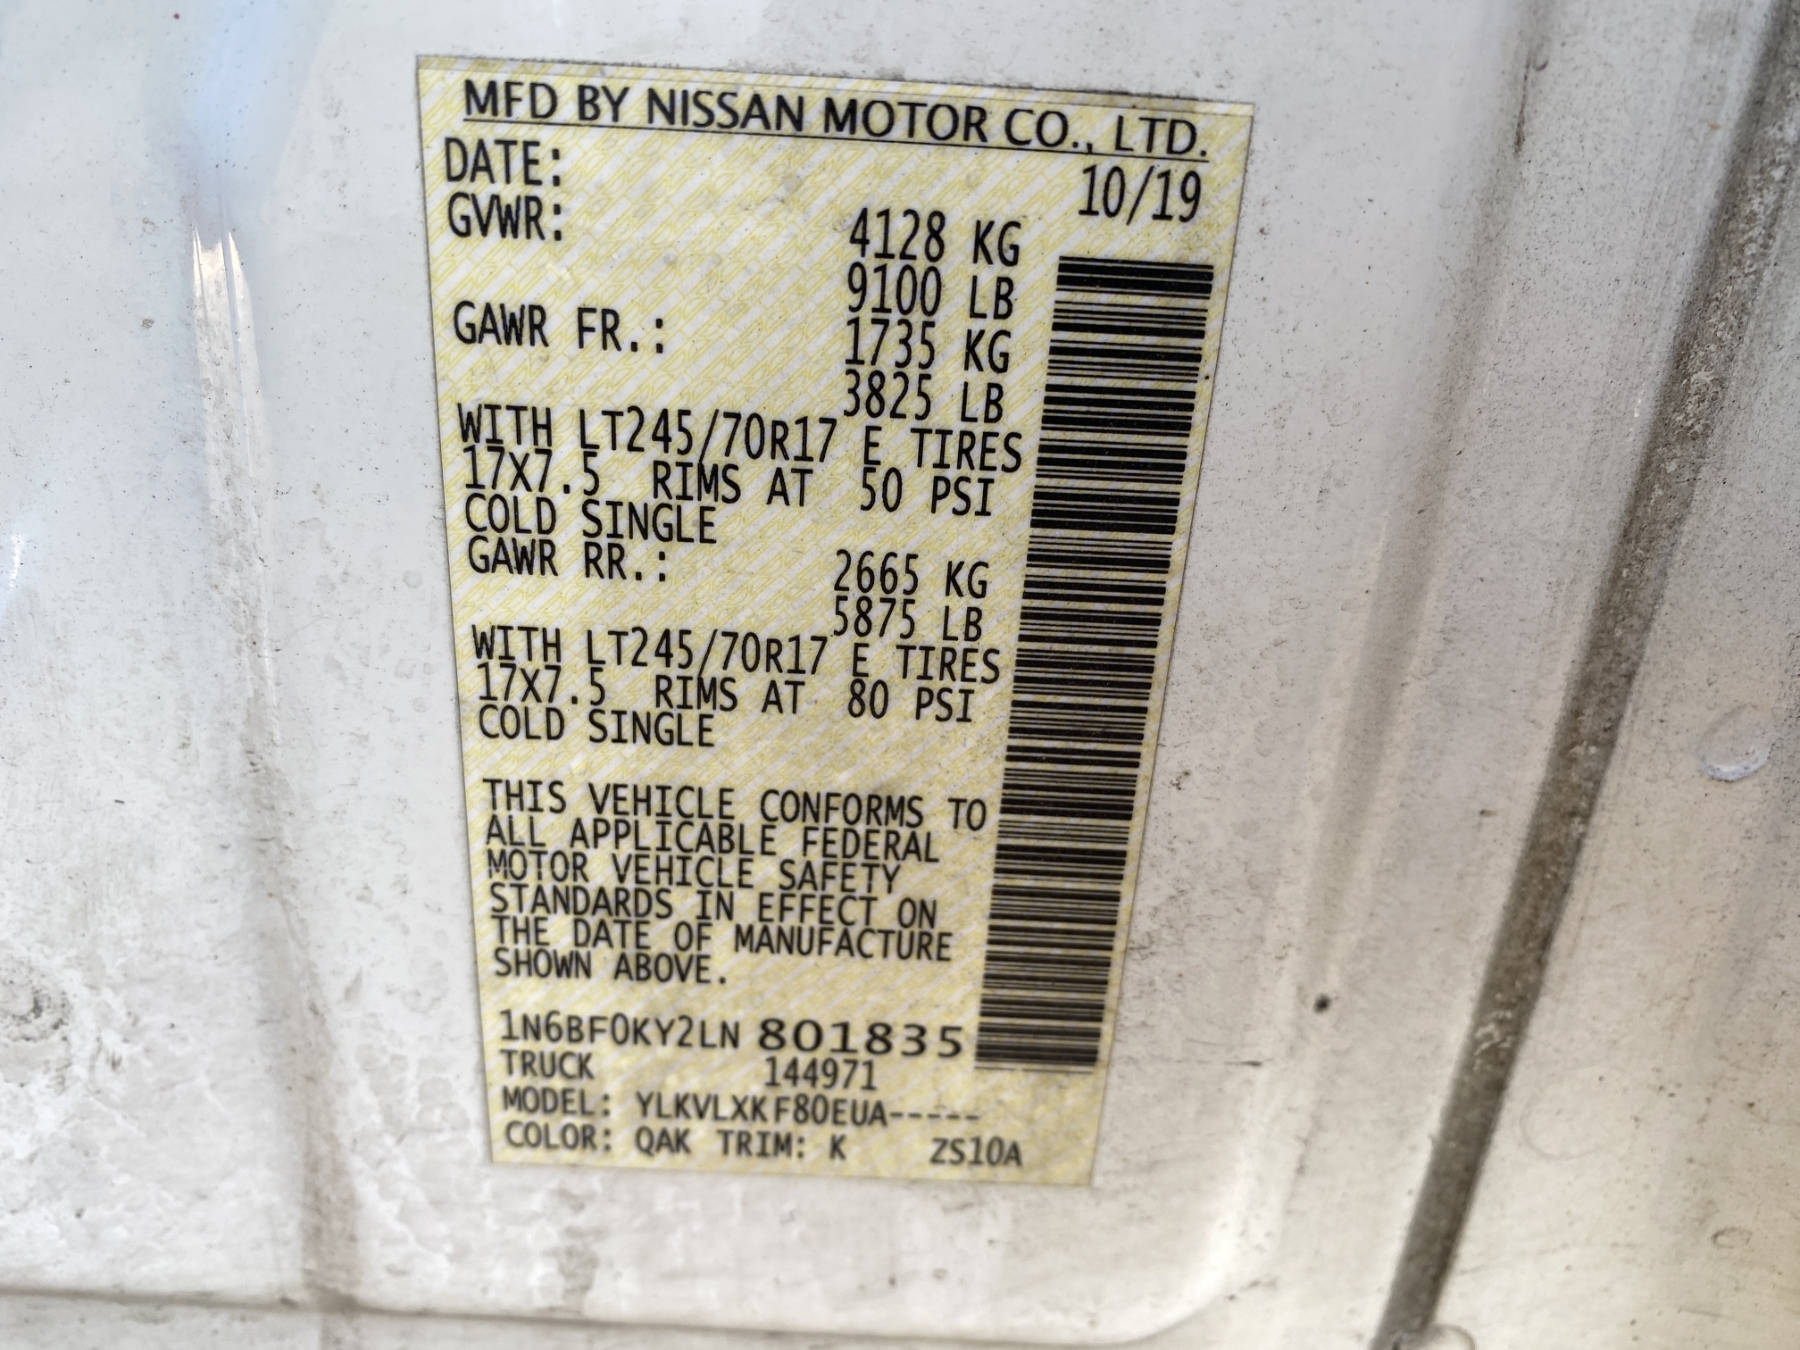 MFD BY NISSAN MOTOR CO., LTD.
DATE: 10/19
GVWR: 4128 KG
9100 LB
GAWR FR.: 1735 KG
3825 LB
WITH LT245/70R17 E TIRES
17X7.5 RIMS AT 50 PSI
COLD SINGLE
GAWR RR.: 2665 KG
5875 LB
WITH LT245/70R17 E TIRES
17X7.5 RIMS AT 80 PSI
COLD SINGLE
THIS VEHICLE CONFORMS TO
ALL APPLICABLE FEDERAL
MOTOR VEHICLE SAFETY
STANDARDS IN EFFECT ON
THE DATE OF MANUFACTURE
SHOWN ABOVE.
1N6BF0KY2LN 801835
TRUCK 144971
MODEL: YLKVLXKF80EUA-----
COLOR: QAK TRIM: K ZS10A